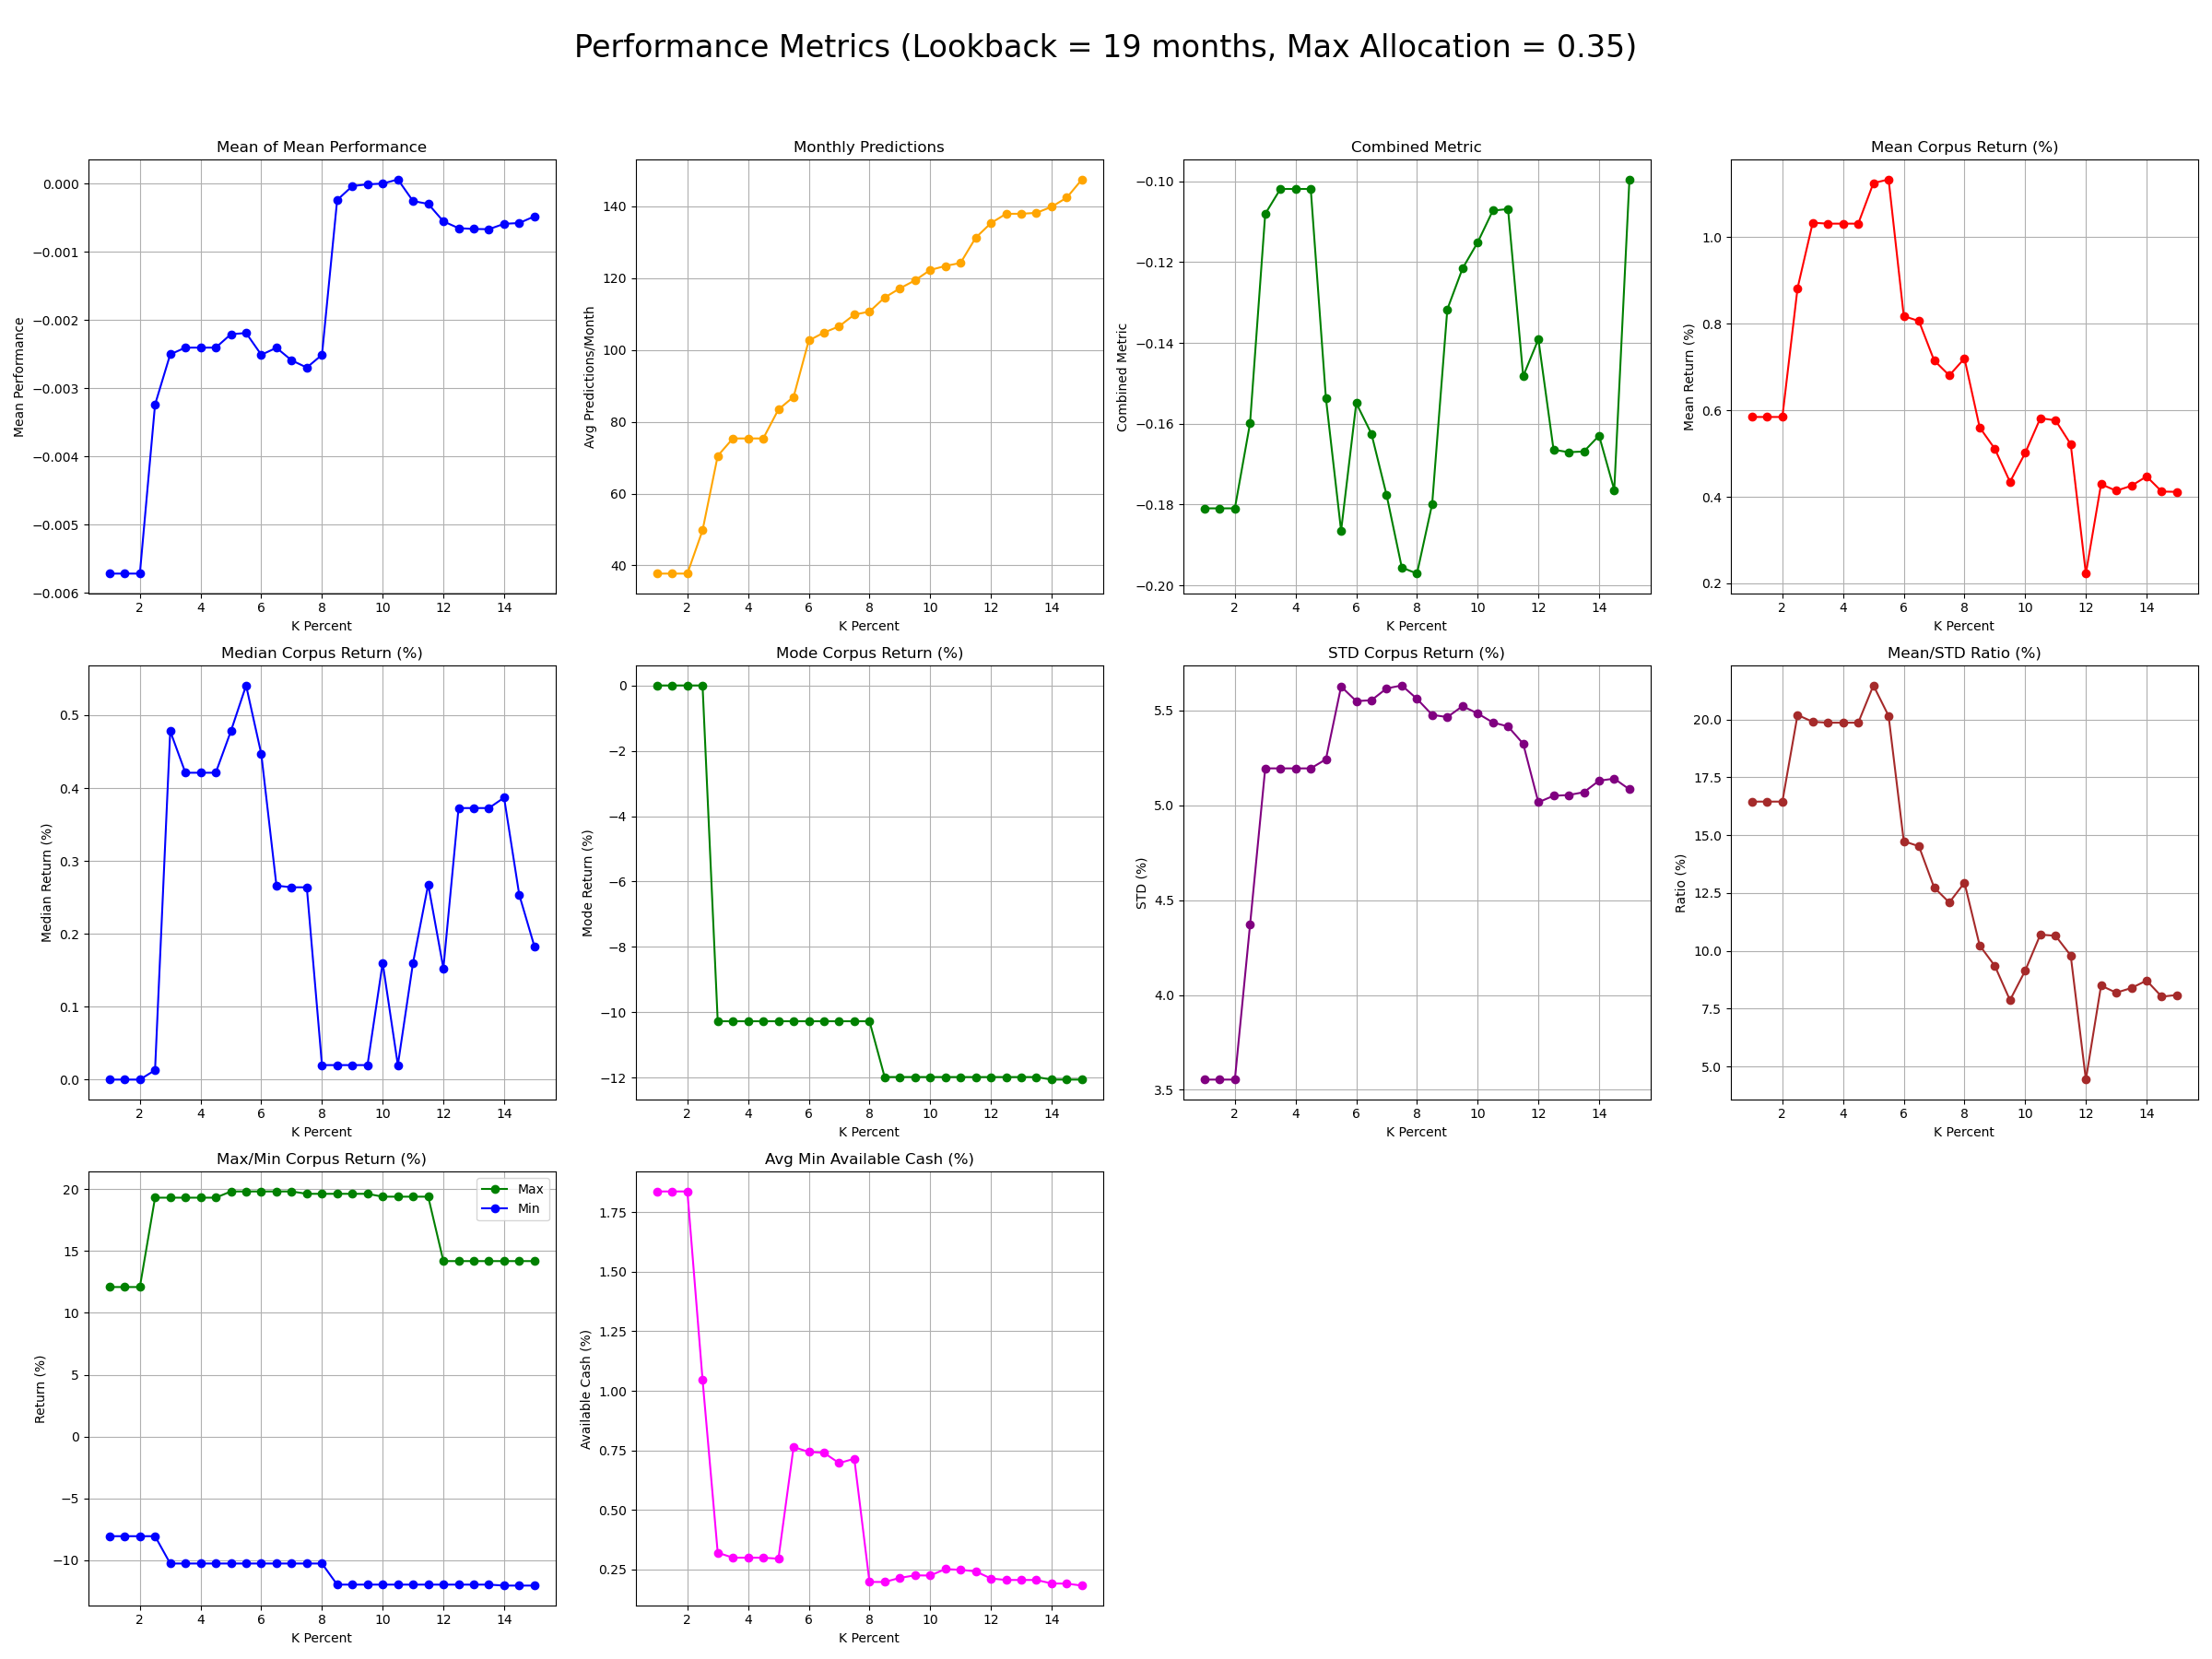 Performance Metrics (Lookback = 19 months, Max Allocation = 0.35)
Mean of Mean Performance
Mean Performance
0.000
−0.001
−0.002
−0.003
−0.004
−0.005
−0.006
2 4 6 8 10 12 14
K Percent
Monthly Predictions
Avg Predictions/Month
140
120
100
80
60
40
2 4 6 8 10 12 14
K Percent
Combined Metric
Combined Metric
−0.10
−0.12
−0.14
−0.16
−0.18
−0.20
2 4 6 8 10 12 14
K Percent
Mean Corpus Return (%)
Mean Return (%)
1.0
0.8
0.6
0.4
0.2
2 4 6 8 10 12 14
K Percent
Median Corpus Return (%)
Median Return (%)
0.5
0.4
0.3
0.2
0.1
0.0
2 4 6 8 10 12 14
K Percent
Mode Corpus Return (%)
Mode Return (%)
0
−2
−4
−6
−8
−10
−12
2 4 6 8 10 12 14
K Percent
STD Corpus Return (%)
STD (%)
5.5
5.0
4.5
4.0
3.5
2 4 6 8 10 12 14
K Percent
Mean/STD Ratio (%)
Ratio (%)
20.0
17.5
15.0
12.5
10.0
7.5
5.0
2 4 6 8 10 12 14
K Percent
Max/Min Corpus Return (%)
Return (%)
20
15
10
5
0
−5
−10
Max
Min
2 4 6 8 10 12 14
K Percent
Avg Min Available Cash (%)
Available Cash (%)
1.75
1.50
1.25
1.00
0.75
0.50
0.25
2 4 6 8 10 12 14
K Percent